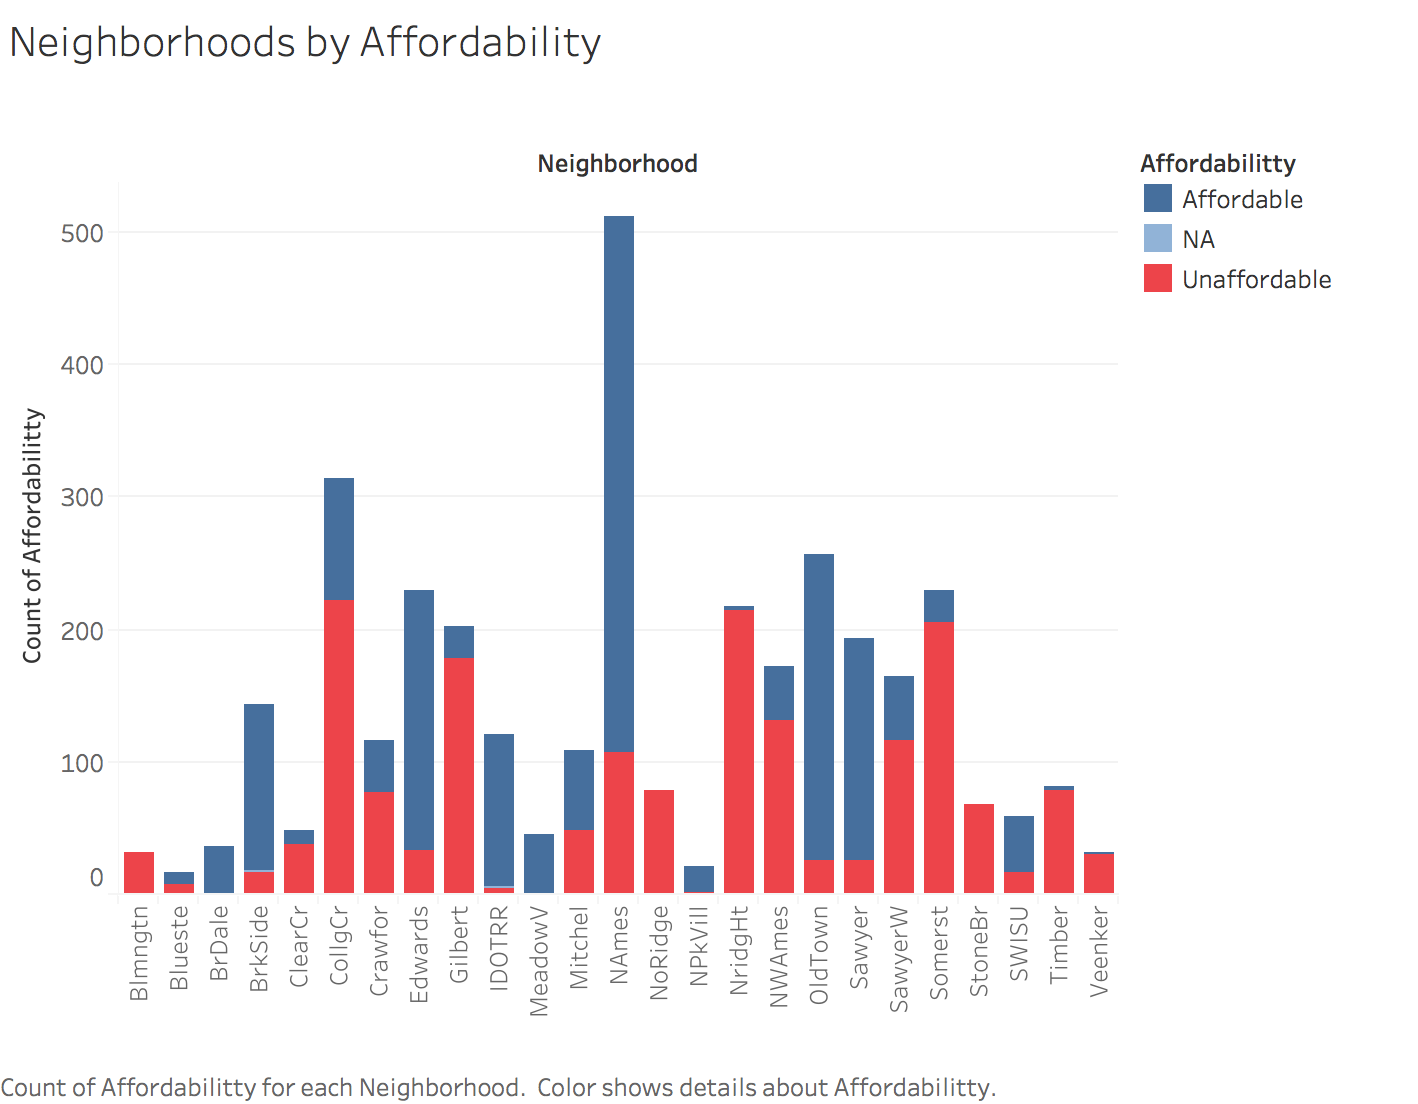 Neighborhoods by Affordability
Neighborhood
Affordabilitty
Affordable
NA
Unaffordable
Count of Affordabilitty
500
400
300
200
100
0
Blmngtn
Blueste
BrDale
BrkSide
ClearCr
CollgCr
Crawfor
Edwards
Gilbert
IDOTRR
MeadowV
Mitchel
NAmes
NoRidge
NPkVill
NridgHt
NWAmes
OldTown
Sawyer
SawyerW
Somerst
StoneBr
SWISU
Timber
Veenker
Count of Affordabilitty for each Neighborhood.  Color shows details about Affordabilitty.